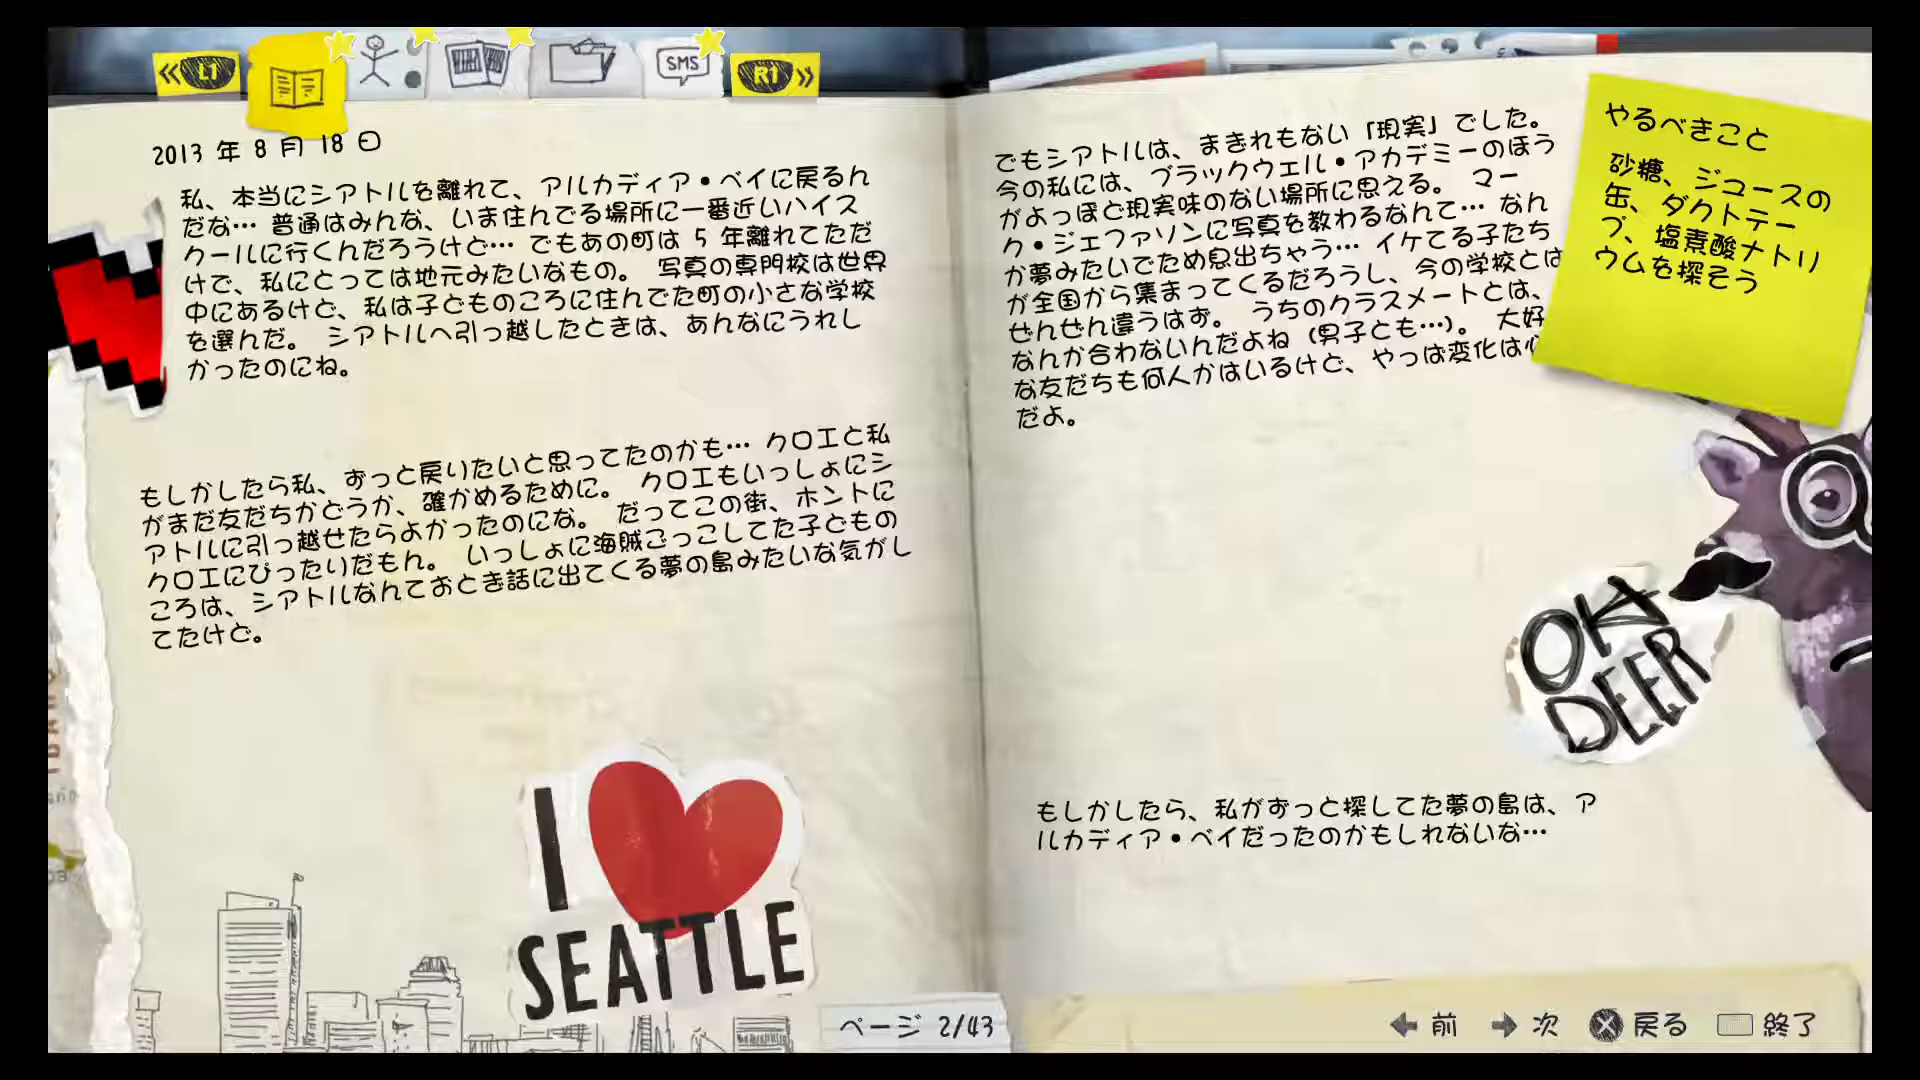 L1
SMS
R1
2013 年 8 月 18 日
私、本当にシアトルを離れて、アルカディア・ベイに戻るん
だな… 普通はみんな、いま住んでる場所に一番近いハイス
クールに行くんだろうけど… でもあの町は 5 年離れてただ
けで、私にとっては地元みたいなもの。 写真の専門校は世界
中にあるけど、私は子どものころに住んでた町の小さな学校
を選んだ。 シアトルへ引っ越したときは、あんなにうれし
かったのにね。
もしかしたら私、ずっと戻りたいと思ってたのかも… クロエと私
がまだ友だちかどうか、確かめるために。 クロエもいっしょにシ
アトルに引っ越せたらよかったのにな。 だってこの街、ホントに
クロエにぴったりだもん。 いっしょに海賊ごっこしてた子どもの
ころは、シアトルなんておとぎ話に出てくる夢の島みたいな気がし
てたけど。
I
SEATTLE
ページ 2/43
でもシアトルは、まぎれもない「現実」でした。
今の私には、ブラックウェル・アカデミーのほう
がよっぽど現実味のない場所に思える。 マー
ク・ジェファソンに写真を教わるなんて… なん
か夢みたいでため息出ちゃう… イケてる子たち
が全国から集まってくるだろうし、今の学校とは
ぜんぜん違うはず。 うちのクラスメートとは、
なんか合わないんだよね (男子とも…)。 大好
な友だちも何人かはいるけど、やっぱ変化は
だよ。
やるべきこと
砂糖、ジュースの
缶、ダクトテー
プ、塩素酸ナトリ
ウムを探そう
OH
DEER
もしかしたら、私がずっと探してた夢の島は、ア
ルカディア・ベイだったのかもしれないな…
前 次 戻る 終了